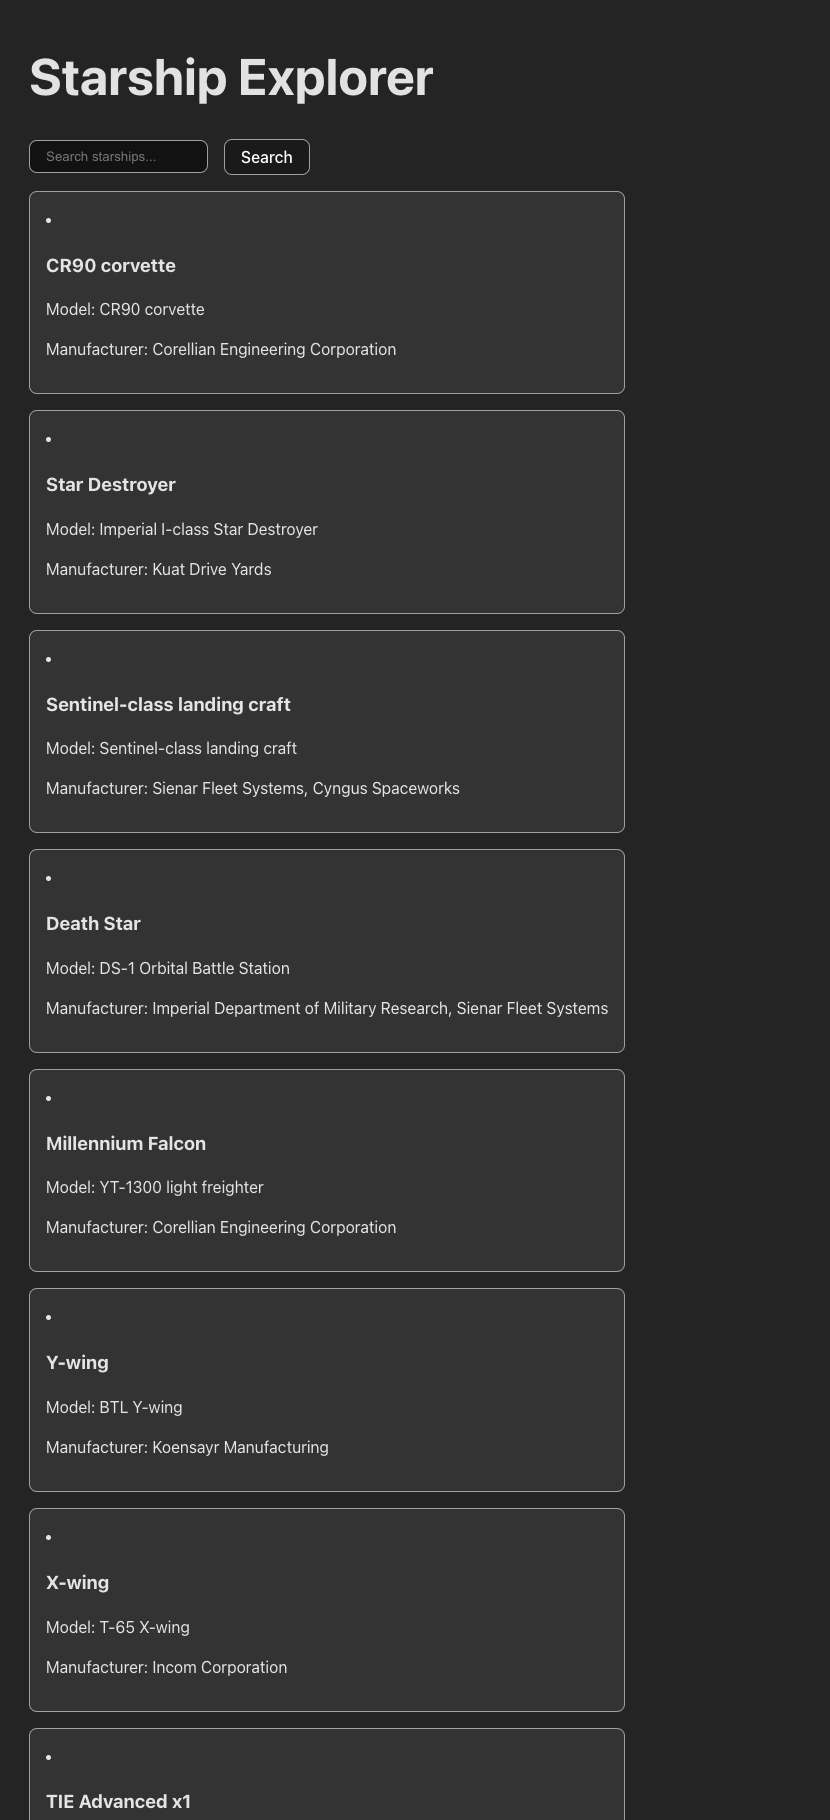 Starship Explorer
Search starships...
Search
CR90 corvette
Model: CR90 corvette
Manufacturer: Corellian Engineering Corporation
Star Destroyer
Model: Imperial I-class Star Destroyer
Manufacturer: Kuat Drive Yards
Sentinel-class landing craft
Model: Sentinel-class landing craft
Manufacturer: Sienar Fleet Systems, Cyngus Spaceworks
Death Star
Model: DS-1 Orbital Battle Station
Manufacturer: Imperial Department of Military Research, Sienar Fleet Systems
Millennium Falcon
Model: YT-1300 light freighter
Manufacturer: Corellian Engineering Corporation
Y-wing
Model: BTL Y-wing
Manufacturer: Koensayr Manufacturing
X-wing
Model: T-65 X-wing
Manufacturer: Incom Corporation
TIE Advanced x1